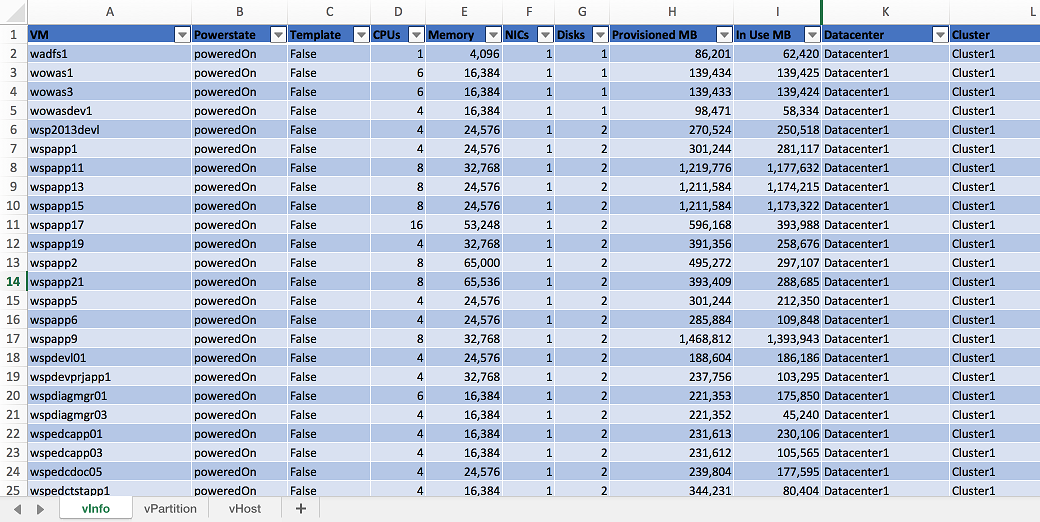 A B C D E F G H I K L
1 VM Powerstate Template CPUs Memory NICs Disks Provisioned MB In Use MB Datacenter Cluster
2 wadfs1 poweredOn False 1 4,096 1 1 86,201 62,420 Datacenter1 Cluster1
3 wowas1 poweredOn False 6 16,384 1 1 139,434 139,425 Datacenter1 Cluster1
4 wowas3 poweredOn False 6 16,384 1 1 139,433 139,424 Datacenter1 Cluster1
5 wowasdev1 poweredOn False 4 16,384 1 1 98,471 58,334 Datacenter1 Cluster1
6 wsp2013devl poweredOn False 4 24,576 1 2 270,524 250,518 Datacenter1 Cluster1
7 wspapp1 poweredOn False 4 24,576 1 2 301,244 281,117 Datacenter1 Cluster1
8 wspapp11 poweredOn False 8 32,768 1 2 1,219,776 1,177,632 Datacenter1 Cluster1
9 wspapp13 poweredOn False 8 24,576 1 2 1,211,584 1,174,215 Datacenter1 Cluster1
10 wspapp15 poweredOn False 8 24,576 1 2 1,211,584 1,173,322 Datacenter1 Cluster1
11 wspapp17 poweredOn False 16 53,248 1 2 596,168 393,988 Datacenter1 Cluster1
12 wspapp19 poweredOn False 4 32,768 1 2 391,356 258,676 Datacenter1 Cluster1
13 wspapp2 poweredOn False 8 65,000 1 2 495,272 297,107 Datacenter1 Cluster1
14 wspapp21 poweredOn False 8 65,536 1 2 393,409 288,685 Datacenter1 Cluster1
15 wspapp5 poweredOn False 4 24,576 1 2 301,244 212,350 Datacenter1 Cluster1
16 wspapp6 poweredOn False 4 24,576 1 2 285,884 109,848 Datacenter1 Cluster1
17 wspapp9 poweredOn False 8 32,768 1 2 1,468,812 1,393,943 Datacenter1 Cluster1
18 wspdevl01 poweredOn False 4 24,576 1 2 188,604 186,186 Datacenter1 Cluster1
19 wspdevprjapp1 poweredOn False 4 32,768 1 2 237,756 103,295 Datacenter1 Cluster1
20 wspdiagmgr01 poweredOn False 6 16,384 1 2 221,353 175,850 Datacenter1 Cluster1
21 wspdiagmgr03 poweredOn False 4 16,384 1 2 221,352 45,240 Datacenter1 Cluster1
22 wspedcapp01 poweredOn False 4 16,384 1 2 231,613 230,106 Datacenter1 Cluster1
23 wspedcapp03 poweredOn False 4 16,384 1 2 231,612 105,565 Datacenter1 Cluster1
24 wspedcdoc05 poweredOn False 4 24,576 1 2 239,804 177,595 Datacenter1 Cluster1
25 wspedctstapp1 poweredOn False 4 16,384 1 2 344,231 80,404 Datacenter1 Cluster1
vInfo vPartition vHost +